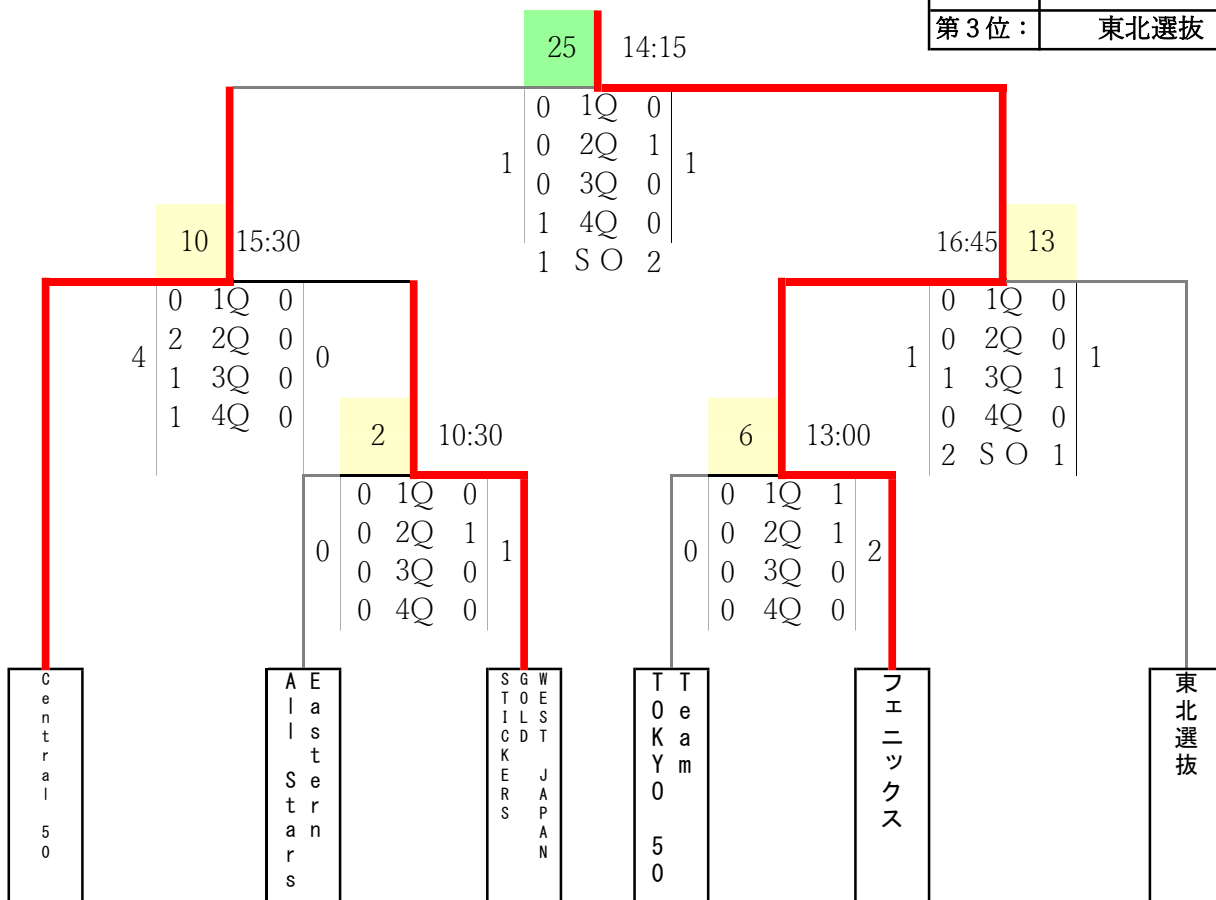 第3位： 東北選抜
25 14:15
0 1Q 0
0 2Q 1
1 1
0 3Q 0
1 4Q 0
1 S O 2
10 15:30
16:45 13
0 1Q 0
2 2Q 0
4 0
1 3Q 0
1 4Q 0
0 1Q 0
0 2Q 0
1 1
1 3Q 1
0 4Q 0
2 S O 1
2 10:30
6 13:00
0 1Q 0
0 2Q 1
0 1
0 3Q 0
0 4Q 0
0 1Q 1
0 2Q 1
0 2
0 3Q 0
0 4Q 0
Central 50
Eastern
All Stars
WEST JAPAN
GOLD
STICKERS
Team
TOKYO 50
フェニックス
東北選抜